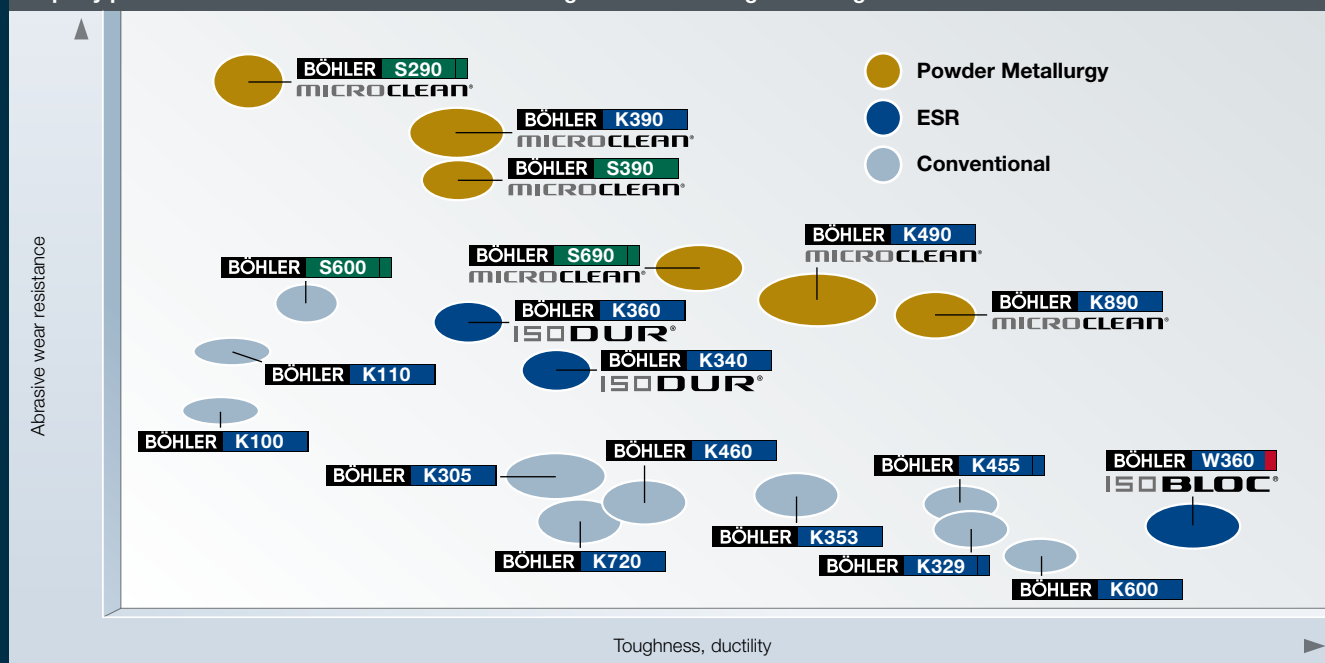 BÖHLER S290
MICROCLEAN®
BÖHLER K390
MICROCLEAN®
BÖHLER S390
MICROCLEAN®
Powder Metallurgy
ESR
Conventional
BÖHLER K490
MICROCLEAN®
BÖHLER S690
MICROCLEAN®
BÖHLER S600
BÖHLER K890
MICROCLEAN®
BÖHLER K360
ISODUR®
BÖHLER K340
ISODUR®
BÖHLER K110
BÖHLER K100
BÖHLER K305
BÖHLER K460
BÖHLER K455
BÖHLER W360
ISOBLOC®
BÖHLER K353
BÖHLER K720
BÖHLER K329
BÖHLER K600
Abrasive wear resistance
Toughness, ductility